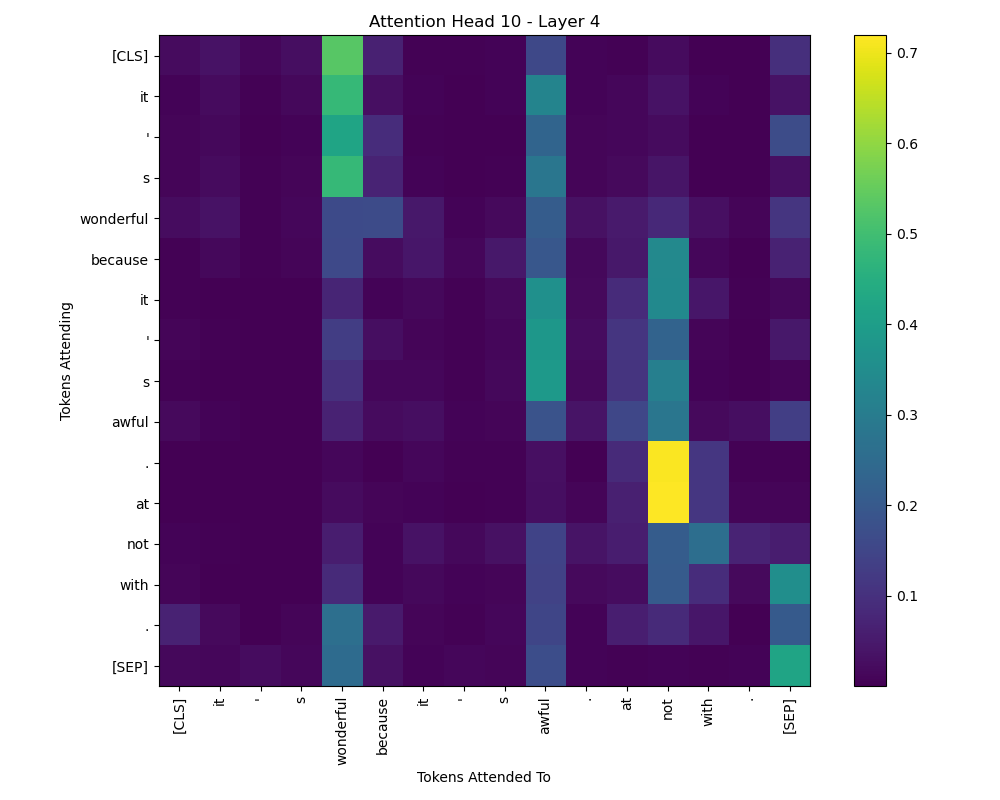 Attention Head 10 - Layer 4
[CLS]
it
'
s
wonderful
because
it
'
s
awful
.
at
not
with
.
[SEP]
Tokens Attending
[CLS]
it
'
s
wonderful
because
it
'
s
awful
.
at
not
with
.
[SEP]
Tokens Attended To
0.7
0.6
0.5
0.4
0.3
0.2
0.1